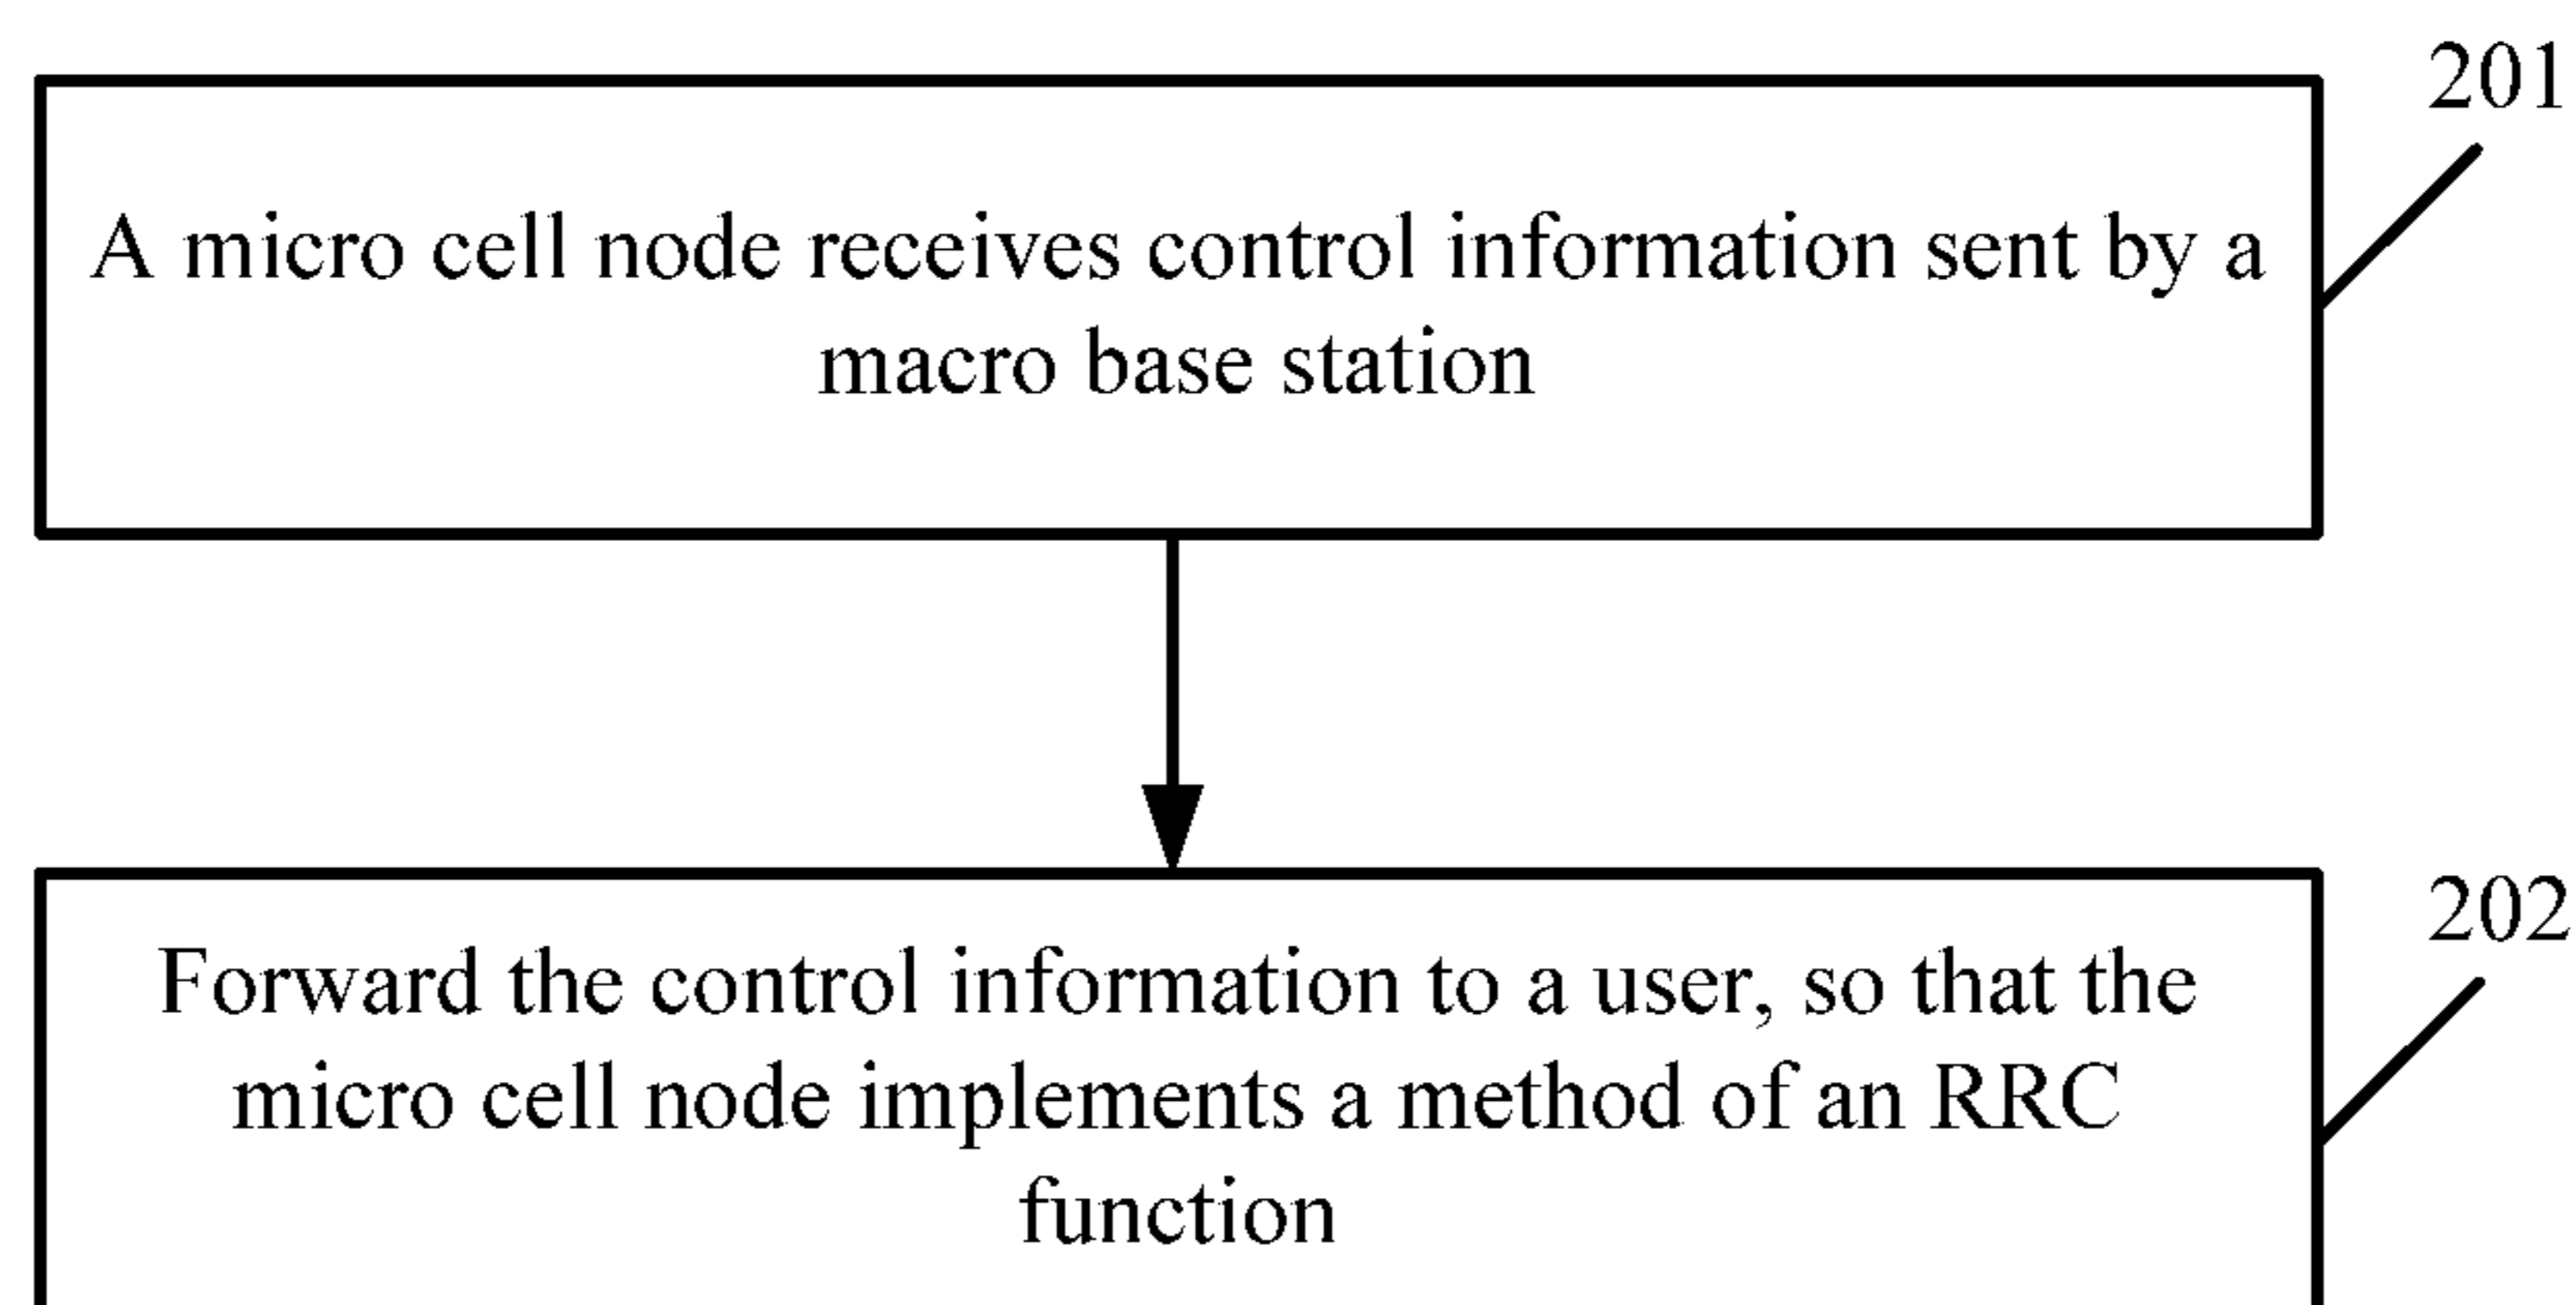 201
A micro cell node receives control information sent by a
macro base station
202
Forward the control information to a user, so that the
micro cell node implements a method of an RRC
function